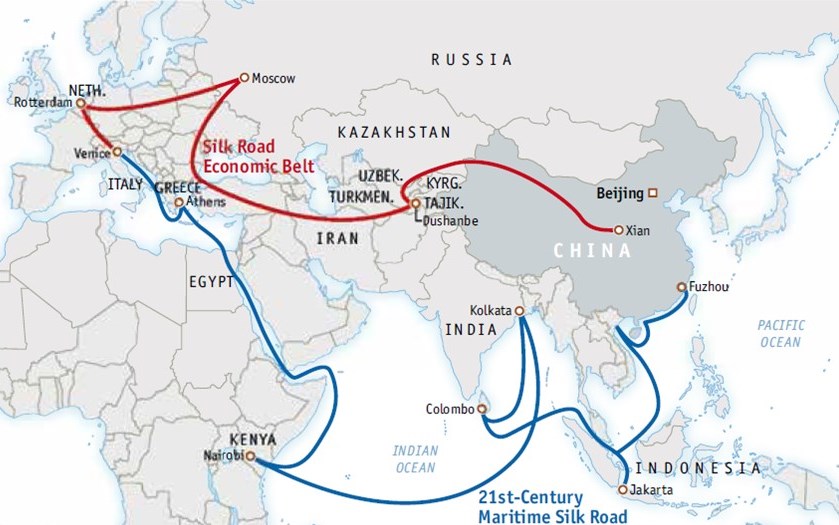 RUSSIA
Moscow
NETH.
Rotterdam
KAZAKHSTAN
Silk Road
Economic Belt
Venice
UZBEK.
KYRG.
ITALY
GREECE
TURKMEN.
TAJIK.
Beijing
Athens
Dushanbe
Xian
IRAN
CHINA
EGYPT
Fuzhou
Kolkata
INDIA
PACIFIC
OCEAN
Colombo
KENYA
Nairobi
INDIAN
OCEAN
INDONESIA
Jakarta
21st-Century
Maritime Silk Road